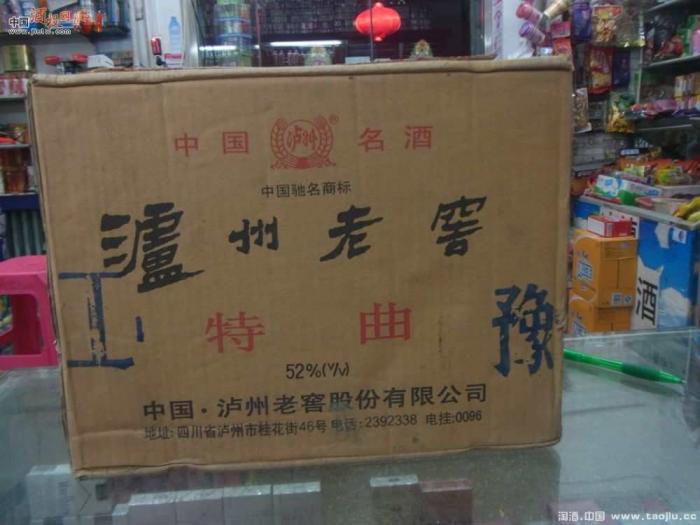 中国 泸州® 名酒
中国驰名商标
瀘州老窖
工 特曲 豫
52%(V/V)
中国·泸州老窖股份有限公司
地址:四川省泸州市桂花街46号 电话:2392338 电挂:0096
酒
淘酒.中国 www.taojiu.cc